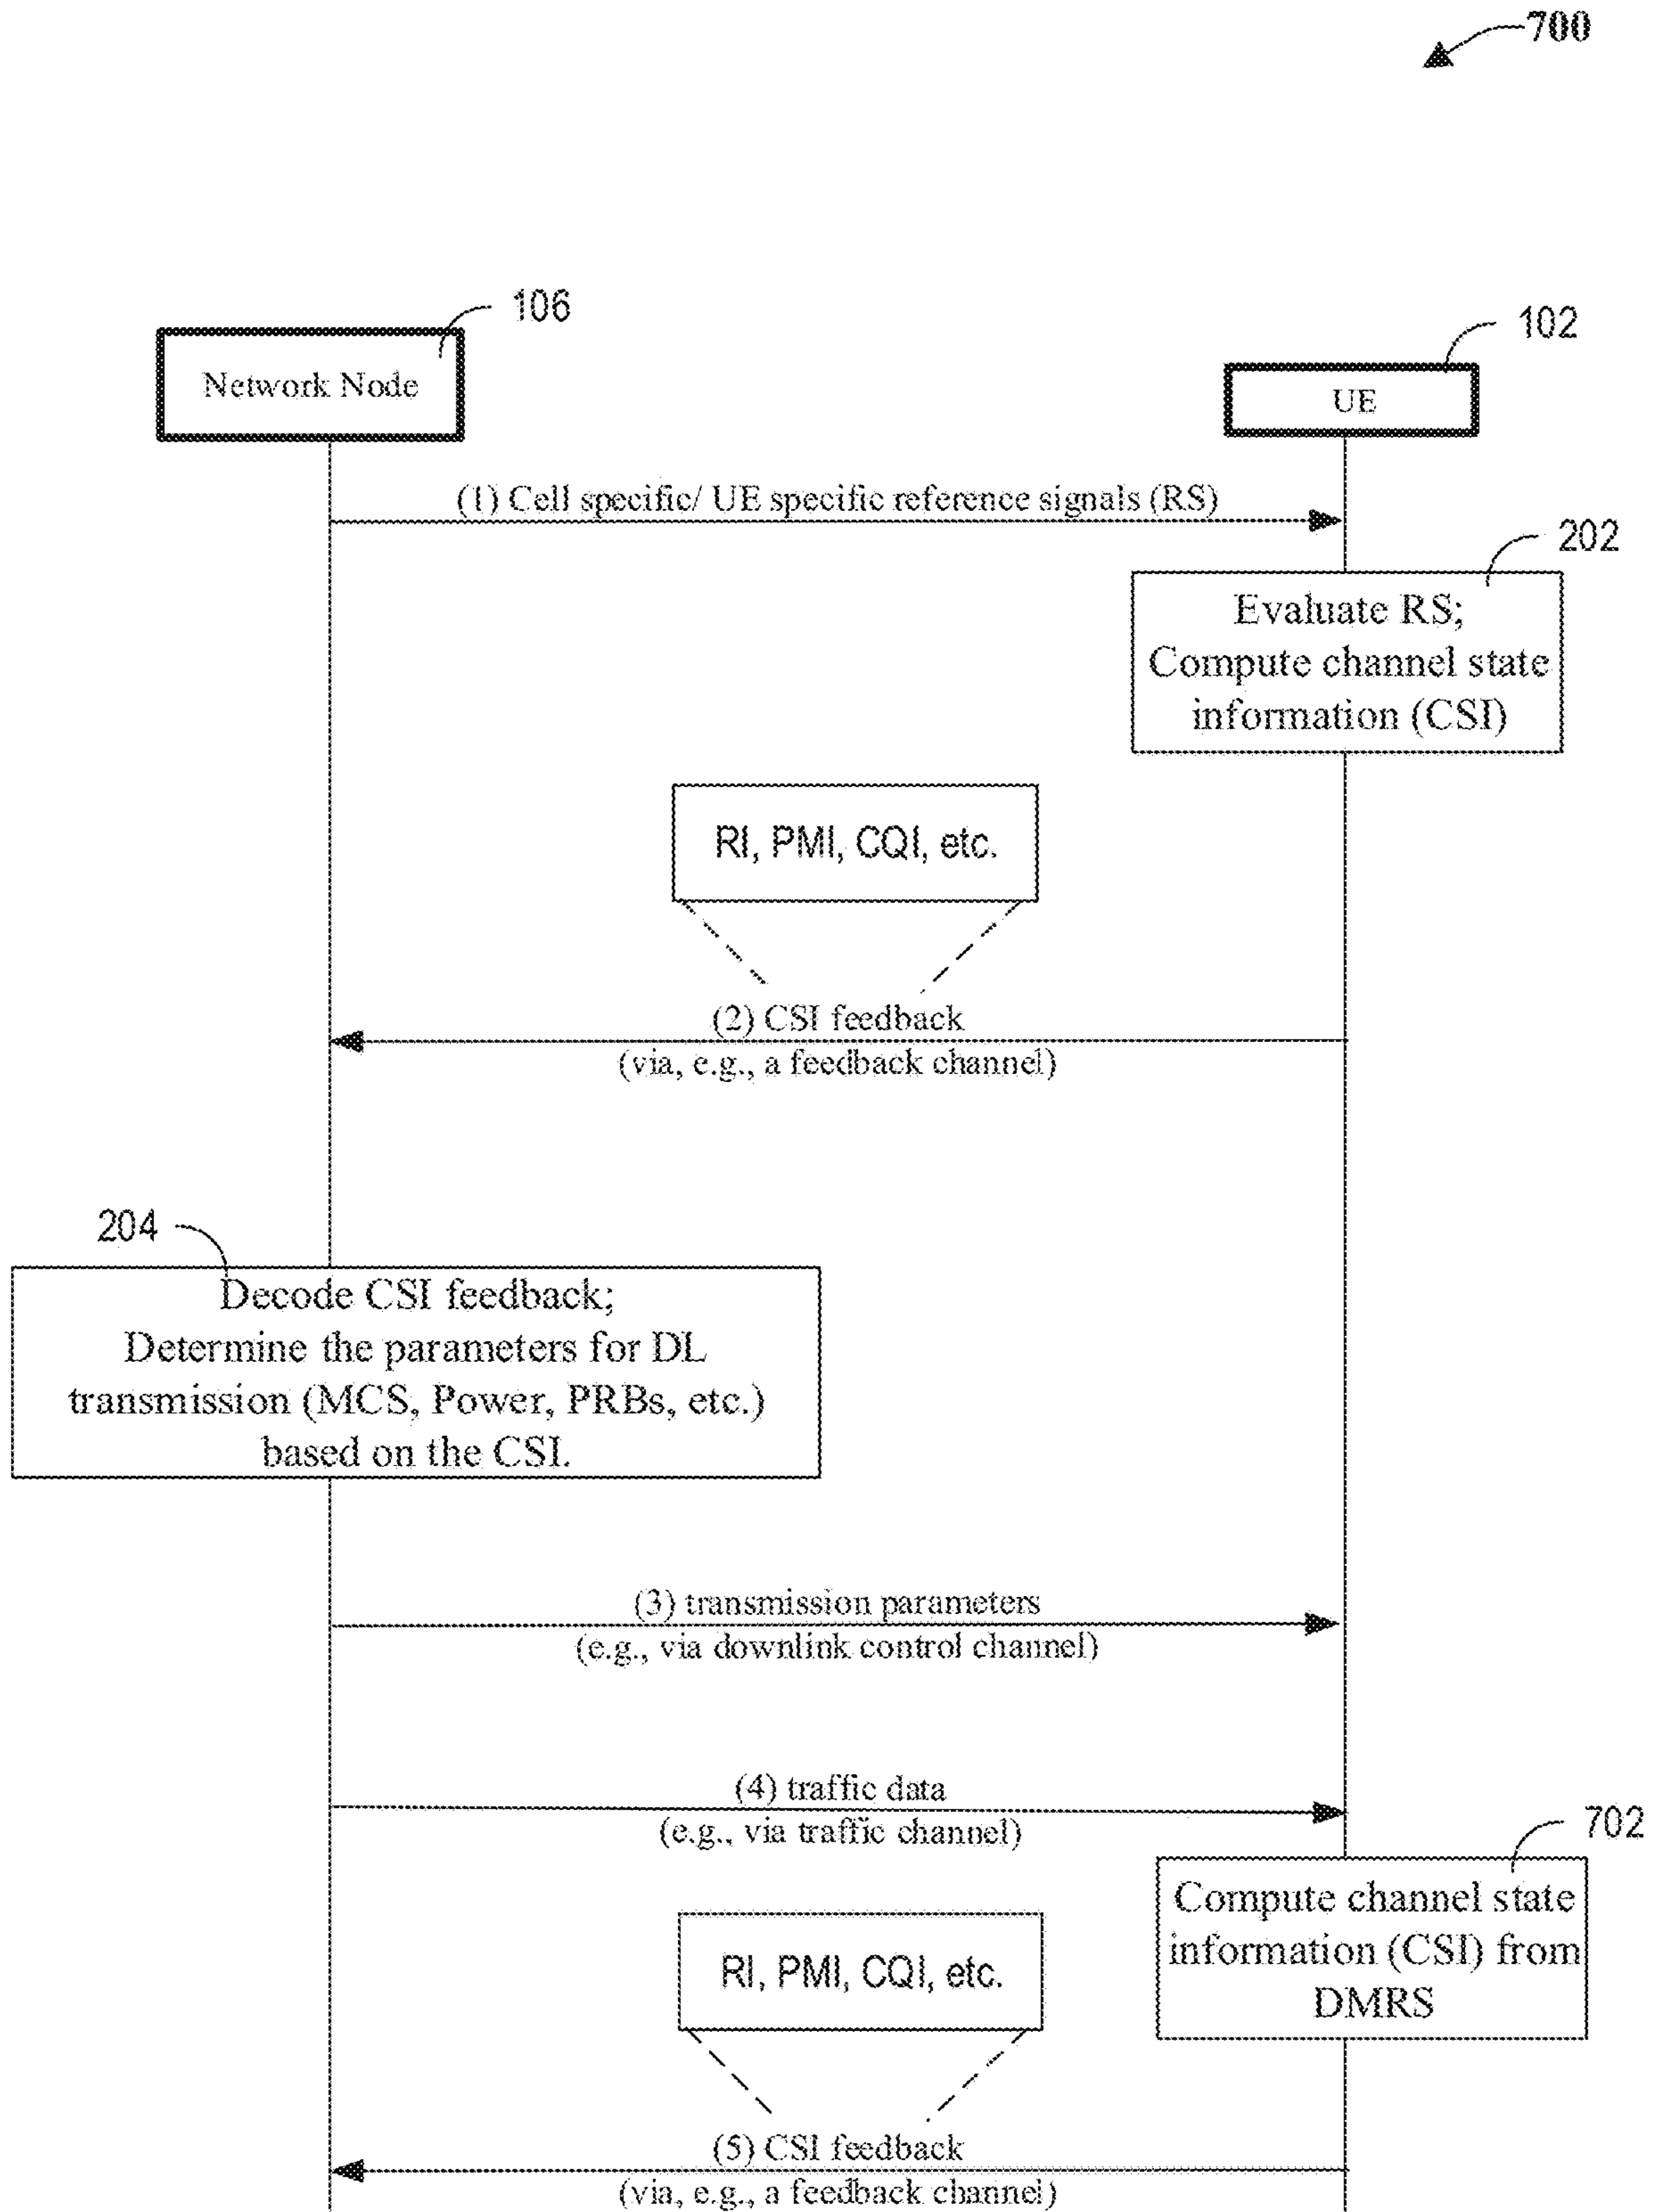 700
106
102
Network Node
UE
(1) Cell specific/ UE specific reference signals (RS)
202
Evaluate RS;
Compute channel state
information (CSI)
RI, PMI, CQI, etc.
(2) CSI feedback
(via, e.g., a feedback channel)
204
Decode CSI feedback;
Determine the parameters for DL
transmission (MCS, Power, PRBs, etc.)
based on the CSI.
(3) transmission parameters
(e.g., via downlink control channel)
(4) traffic data
(e.g., via traffic channel)
702
Compute channel state
information (CSI) from
DMRS
RI, PMI, CQI, etc.
(5) CSI feedback
(via, e.g., a feedback channel)